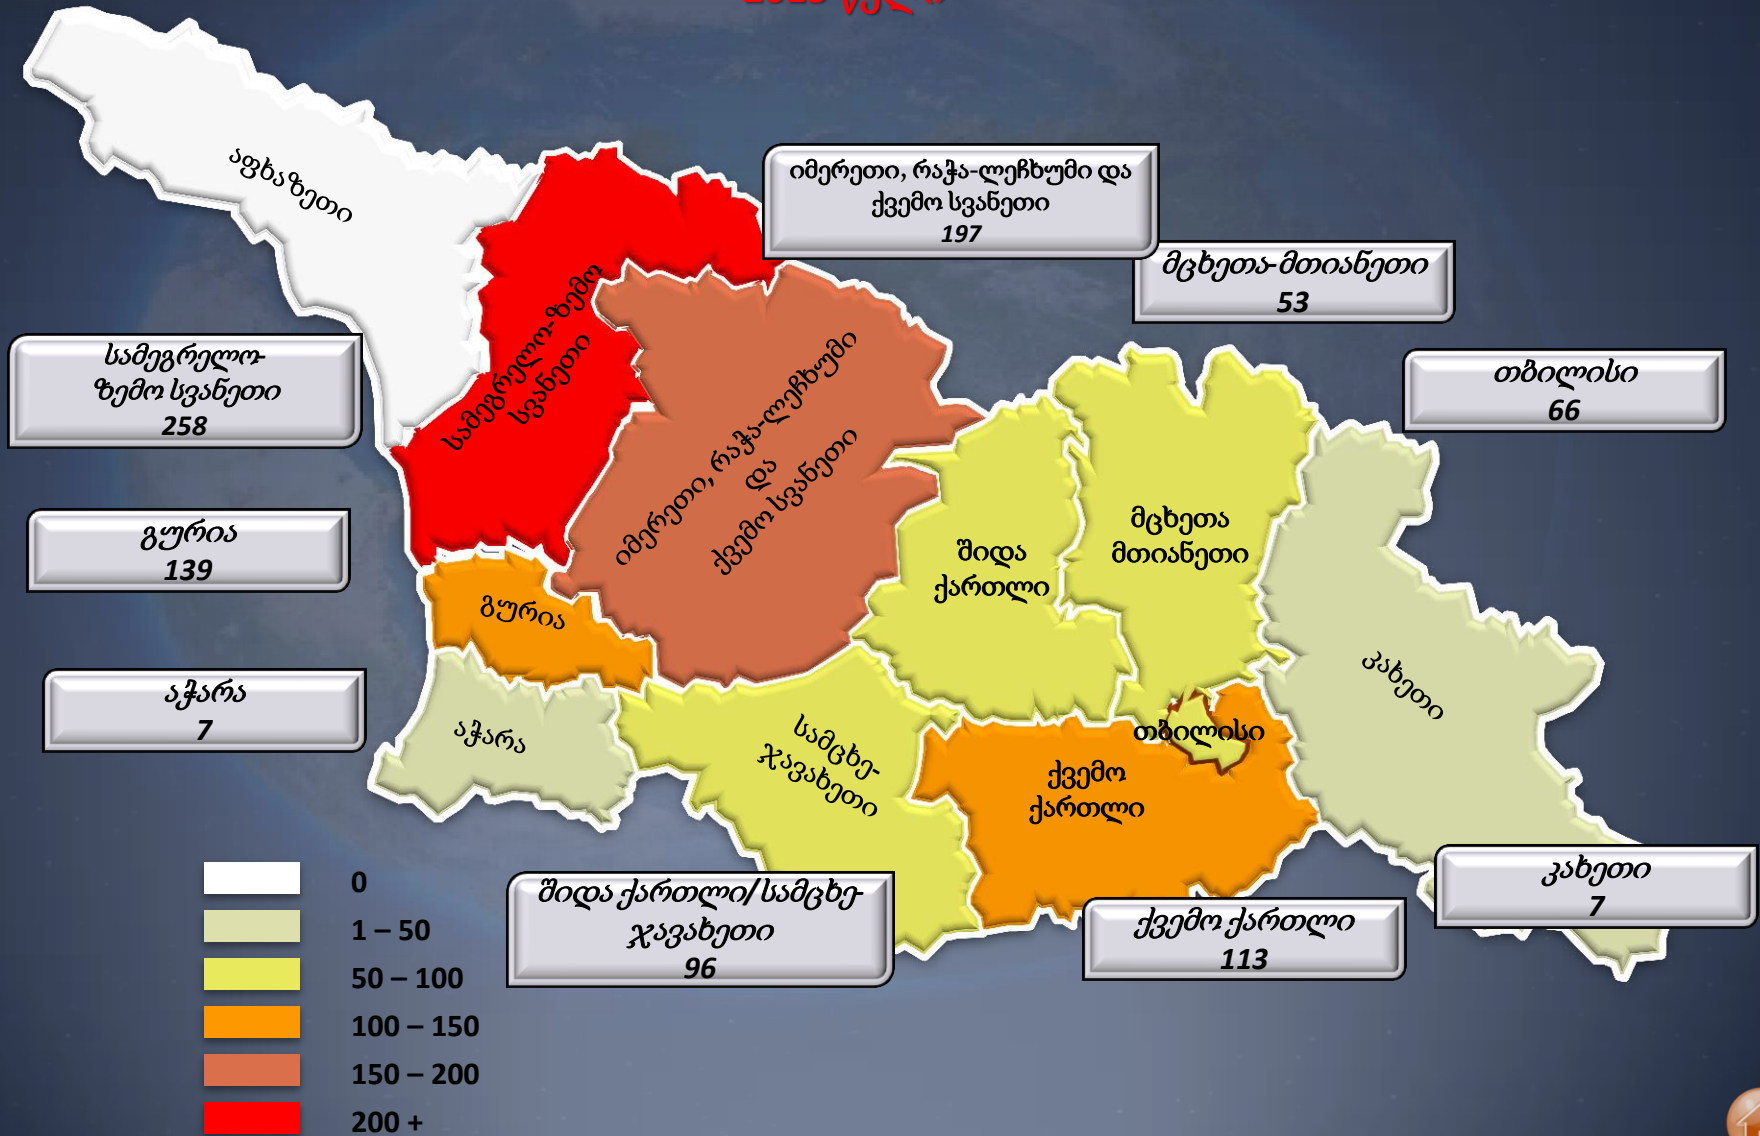 იმერეთი, რაჭა-ლეჩხუმი და
ქვემო სვანეთი
197
მცხეთა-მთიანეთი
53
სამეგრელო-
ზემო სვანეთი
258
თბილისი
66
გურია
139
აჭარა
7
შიდა ქართლი/სამცხე-
ჯავახეთი
96
ქვემო ქართლი
113
კახეთი
7
აფხაზეთი
სამეგრელო-ზემო
სვანეთი
იმერეთი, რაჭა-ლეჩხუმი
და
ქვემო სვანეთი
გურია
აჭარა
სამცხე-
ჯავახეთი
შიდა
ქართლი
მცხეთა
მთიანეთი
თბილისი
ქვემო
ქართლი
კახეთი
0
1 – 50
50 – 100
100 – 150
150 – 200
200 +